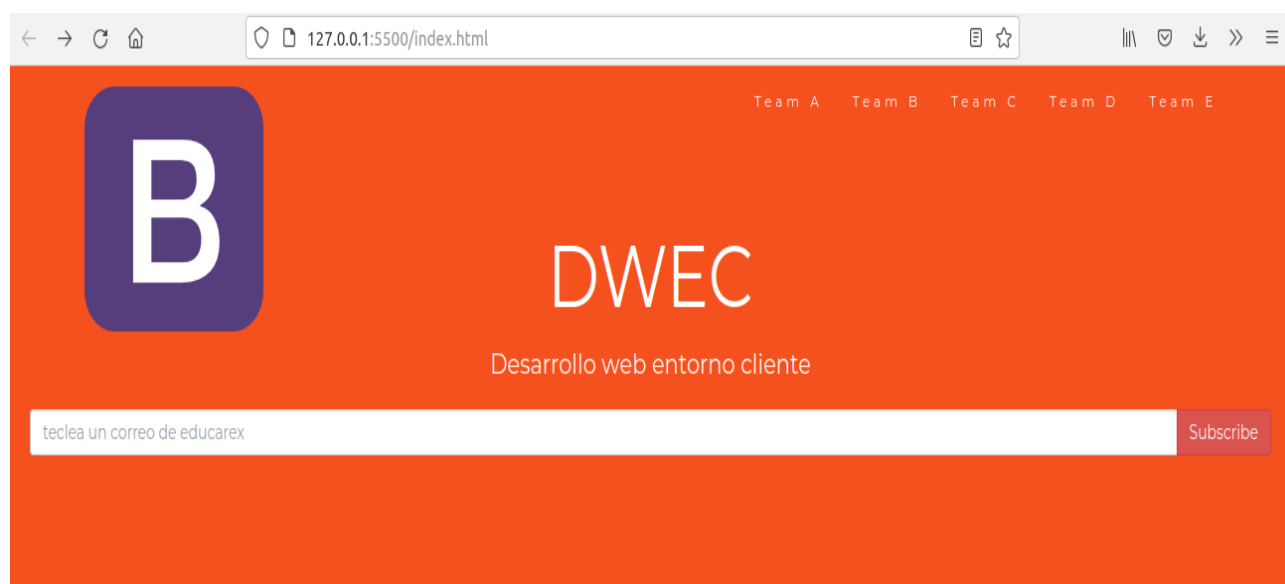 127.0.0.1:5500/index.html
Team A Team B Team C Team D Team E
B
DWEC
Desarrollo web entorno cliente
teclea un correo de educarex Subscribe